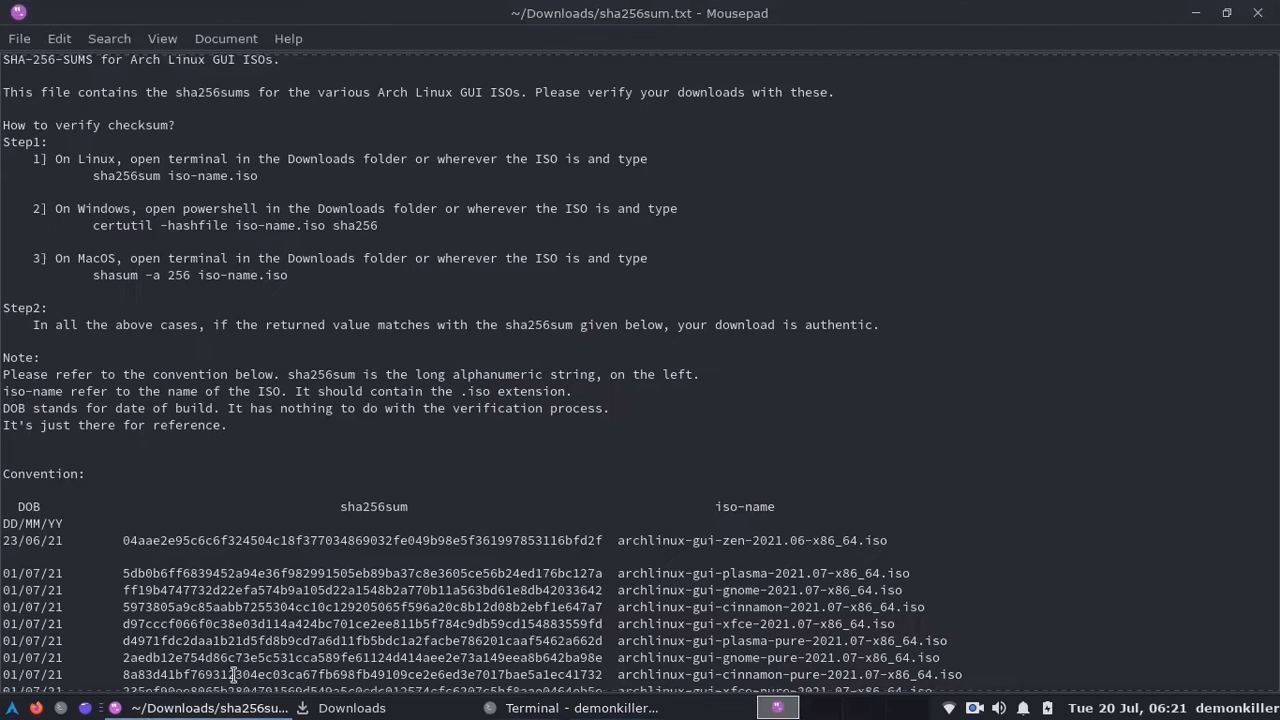 ~/Downloads/sha256sum.txt - Mousepad
File Edit Search View Document Help
SHA-256-SUMS for Arch Linux GUI ISOs.
This file contains the sha256sums for the various Arch Linux GUI ISOs. Please verify your downloads with these.
How to verify checksum?
Step1:
1] On Linux, open terminal in the Downloads folder or wherever the ISO is and type
sha256sum iso-name.iso
2] On Windows, open powershell in the Downloads folder or wherever the ISO is and type
certutil -hashfile iso-name.iso sha256
3] On MacOS, open terminal in the Downloads folder or wherever the ISO is and type
shasum -a 256 iso-name.iso
Step2:
In all the above cases, if the returned value matches with the sha256sum given below, your download is authentic.
Note:
Please refer to the convention below. sha256sum is the long alphanumeric string, on the left.
iso-name refer to the name of the ISO. It should contain the .iso extension.
DOB stands for date of build. It has nothing to do with the verification process.
It's just there for reference.
Convention:
DOB sha256sum iso-name
DD/MM/YY
23/06/21 04aae2e95c6c6f324504c18f377034869032fe049b98e5f361997853116bfd2f archlinux-gui-zen-2021.06-x86_64.iso
01/07/21 5db0b6ff6839452a94e36f982991505eb89ba37c8e3605ce56b24ed176bc127a archlinux-gui-plasma-2021.07-x86_64.iso
01/07/21 ff19b4747732d22efa574b9a105d22a1548b2a770b11a563bd61e8db42033642 archlinux-gui-gnome-2021.07-x86_64.iso
01/07/21 5973805a9c85aabb7255304cc10c129205065f596a20c8b12d08b2ebf1e647a7 archlinux-gui-cinnamon-2021.07-x86_64.iso
01/07/21 d97cccf066f0c38e03d114a424bc701ce2ee811b5f784c9db59cd154883559fd archlinux-gui-xfce-2021.07-x86_64.iso
01/07/21 d4971fdc2daa1b21d5fd8b9cd7a6d11fb5bdc1a2facbe786201caaf5462a662d archlinux-gui-plasma-pure-2021.07-x86_64.iso
01/07/21 2aedb12e754d86c73e5c531cca589fe61124d414aee2e73a149eea8b642ba98e archlinux-gui-gnome-pure-2021.07-x86_64.iso
01/07/21 archlinux-gui-cinnamon-pure-2021.07-x86_64.iso
01/07/21 archlinux-gui-xfce-pure-2021.07-x86_64.iso
~/Downloads/sha256su... Downloads Terminal - demonkiller... Tue 20 Jul, 06:21 demonkiller